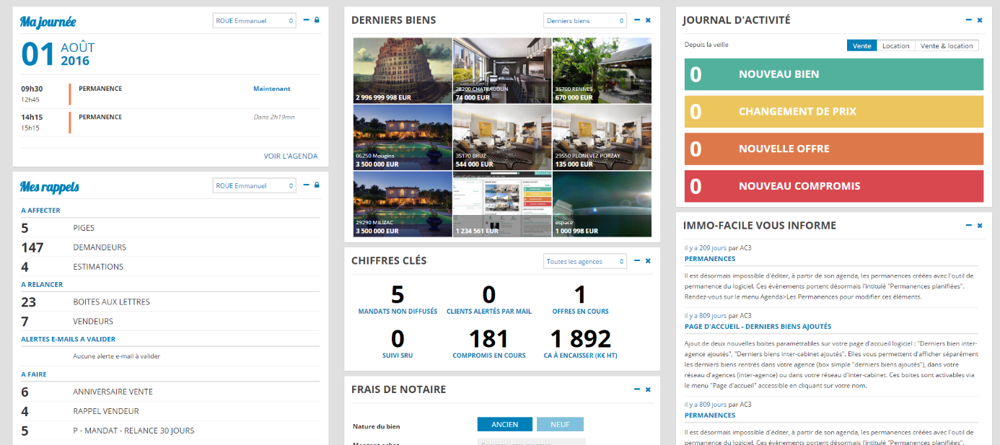 Ma journée
ROUE Emmanuel
01 AOÛT
2016
09h30 PERMANENCE Maintenant
12h45
14h15 PERMANENCE Dans 2h19mn
15h15
VOIR L'AGENDA
Mes rappels
ROUE Emmanuel
A AFFECTER
5 PIGES
147 DEMANDEURS
4 ESTIMATIONS
A RELANCER
23 BOITES AUX LETTRES
7 VENDEURS
ALERTES E-MAILS A VALIDER
Aucune alerte e-mail à valider
A FAIRE
6 ANNIVERSAIRE VENTE
4 RAPPEL VENDEUR
5 P - MANDAT - RELANCE 30 JOURS
DERNIERS BIENS
Derniers biens
2 996 999 998 EUR
28200 CHATEAUDUN
74 000 EUR
35700 RENNES
670 000 EUR
06250 Mougins
3 500 000 EUR
35170 BRUZ
544 000 EUR
29550 PLONEVEZ PORZAY
135 000 EUR
29290 MILIZAC
3 500 000 EUR
1 234 561 EUR
espace
1 000 998 EUR
CHIFFRES CLÉS
Toutes les agences
5 0 1
MANDATS NON DIFFUSÉS CLIENTS ALERTÉS PAR MAIL OFFRES EN COURS
0 181 1 892
SUIVI SRU COMPROMIS EN COURS CA À ENCAISSER (K€ HT)
FRAIS DE NOTAIRE
Nature du bien ANCIEN NEUF
JOURNAL D'ACTIVITÉ
Depuis la veille Vente Location Vente & location
0 NOUVEAU BIEN
0 CHANGEMENT DE PRIX
0 NOUVELLE OFFRE
0 NOUVEAU COMPROMIS
IMMO-FACILE VOUS INFORME
il y a 209 jours par AC3
PERMANENCES
Il est désormais impossible d'éditer, à partir de son agenda, les permanences créées avec l'outil de
permanence du logiciel. Ces évènements portent désormais l'intitulé "Permanences planifiées".
Rendez-vous sur le menu Agenda>Les Permanences pour modifier ces éléments.
il y a 809 jours par AC3
PAGE D'ACCUEIL - DERNIERS BIENS AJOUTÉS
Ajout de deux nouvelles boites paramétrables sur votre page d'accueil logiciel : "Derniers bien inter-
agence ajoutés", "Derniers biens inter-cabinet ajoutés". Elles vous permettent d'afficher séparément
les derniers biens rentrés dans votre agence (box simple "derniers biens ajoutés"), dans votre
réseau d'agences (inter-agence) ou dans votre réseau d'inter-cabinet. Ces boites sont activables via
le menu "Page d'accueil" accessible en cliquant sur votre nom.
il y a 809 jours par AC3
PERMANENCES
Il est désormais impossible d'éditer, à partir de son agenda, les permanences créées avec l'outil de
permanence du logiciel. Ces évènements portent désormais l'intitulé "Permanences planifiées".